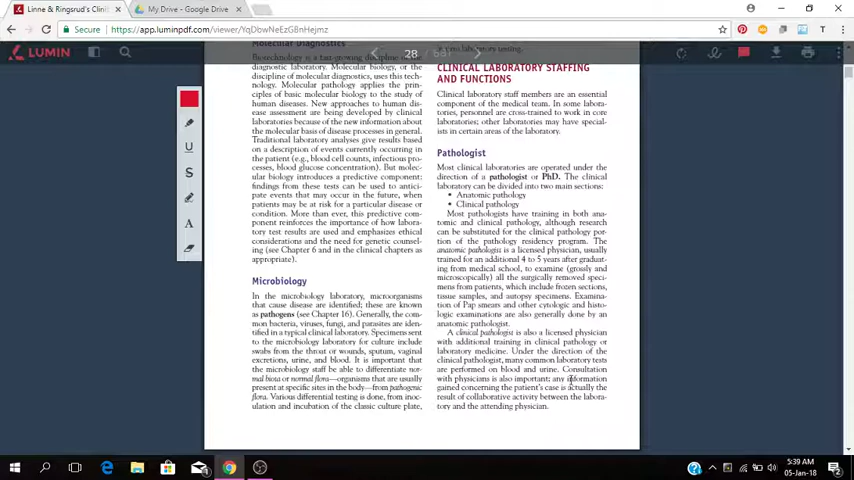 Linne & Ringsrud's Clini
My Drive - Google Drive
Secure
https://app.luminpdf.com/viewer/YqDowNeEzGBnHejmz
LUMIN
28
Molecular Diagnostics
Biotechnology is a fast-growing discipline of the
diagnostic laboratory. Molecular biology, or the
discipline of molecular diagnostics, uses this tech-
nology. Molecular pathology applies the prin-
ciples of basic molecular biology to the study of
human diseases. New approaches to human dis-
ease assessment are being developed by clinical
laboratories because of the new information about
the molecular basis of disease processes in general.
Traditional laboratory analyses give results based
on a description of events currently occurring in
the patient (e.g., blood cell counts, infectious pro-
cesses, blood glucose concentration). But molec-
ular biology introduces a predictive component:
findings from these tests can be used to antici-
pate events that may occur in the future, when
patients may be at risk for a particular disease or
condition. More than ever, this predictive com-
ponent reinforces the importance of how labora-
tory test results are used and emphasizes ethical
considerations and the need for genetic counsel-
ing (see Chapter 6 and in the clinical chapters as
appropriate).
Microbiology
In the microbiology laboratory, microorganisms
that cause disease are identified; these are known
as pathogens (see Chapter 16). Generally, the com-
mon bacteria, viruses, fungi, and parasites are iden-
tified in a typical clinical laboratory. Specimens sent
to the microbiology laboratory for culture include
swabs from the throat or wounds, sputum, vaginal
excretions, urine, and blood. It is important that
the microbiology staff be able to differentiate nor-
mal biota or normal flora—organisms that are usually
present at specific sites in the body—from pathogenic
flora. Various differential testing is done, from inoc-
ulation and incubation of the classic culture plate,
CLINICAL LABORATORY STAFFING
AND FUNCTIONS
Clinical laboratory staff members are an essential
component of the medical team. In some labora-
tories, personnel are cross-trained to work in core
laboratories; other laboratories may have special-
ists in certain areas of the laboratory.
Pathologist
Most clinical laboratories are operated under the
direction of a pathologist or PhD. The clinical
laboratory can be divided into two main sections:
• Anatomic pathology
• Clinical pathology
Most pathologists have training in both ana-
tomic and clinical pathology, although research
can be substituted for the clinical pathology por-
tion of the pathology residency program. The
anatomic pathologist is a licensed physician, usually
trained for an additional 4 to 5 years after graduat-
ing from medical school, to examine (grossly and
microscopically) all the surgically removed speci-
mens from patients, which include frozen sections,
tissue samples, and autopsy specimens. Examina-
tion of Pap smears and other cytologic and histo-
logic examinations are also generally done by an
anatomic pathologist.
A clinical pathologist is also a licensed physician
with additional training in clinical pathology or
laboratory medicine. Under the direction of the
clinical pathologist, many common laboratory tests
are performed on blood and urine. Consultation
with physicians is also important; any information
gained concerning the patient's case is actually the
result of collaborative activity between the labora-
tory and the attending physician.
5:39 AM
05-Jan-18